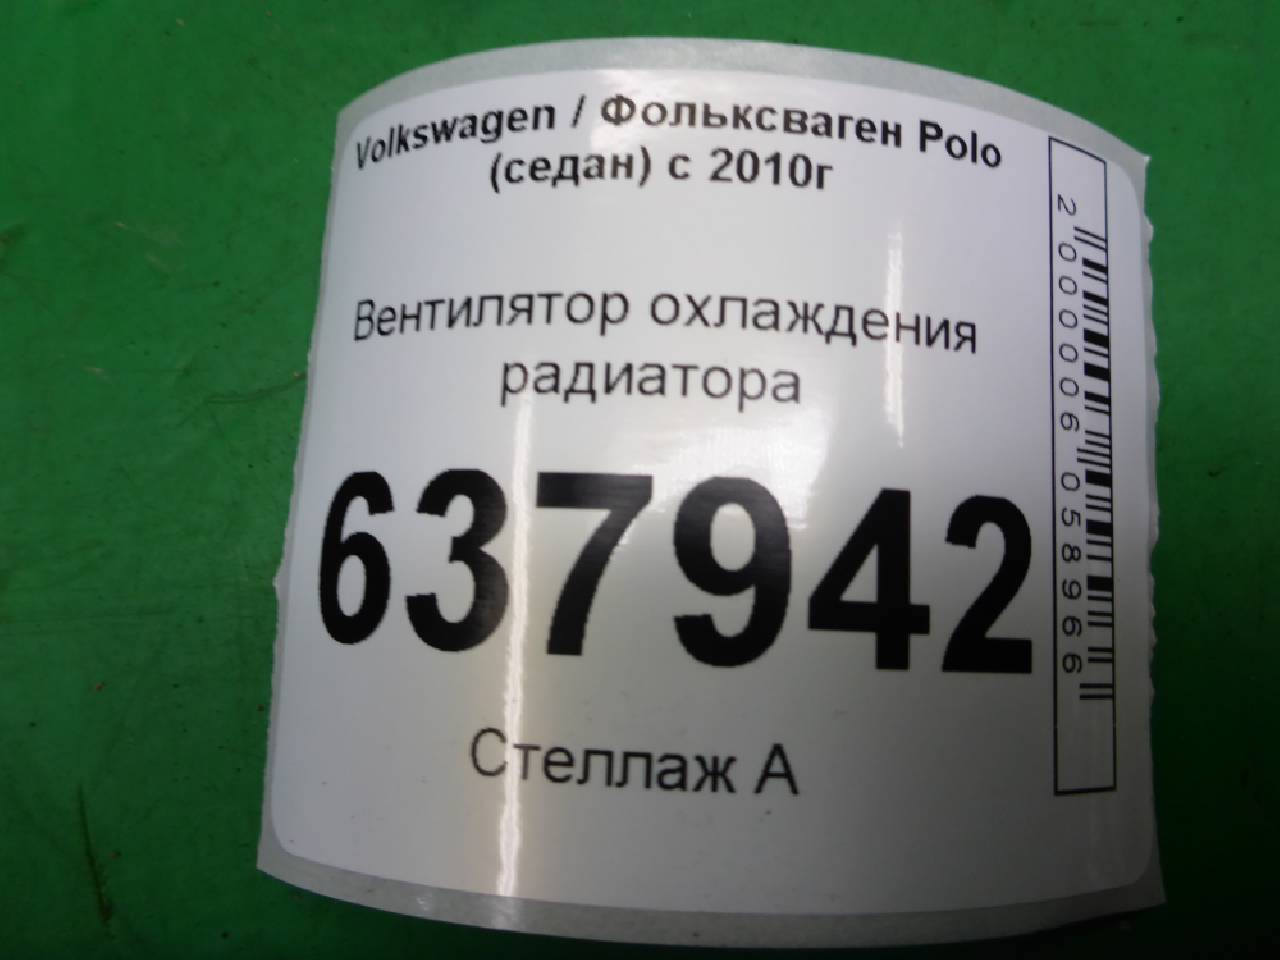 Volkswagen / Фольксваген Polo
(седан) с 2010г
Вентилятор охлаждения
радиатора
637942
Стеллаж А
2000006058966